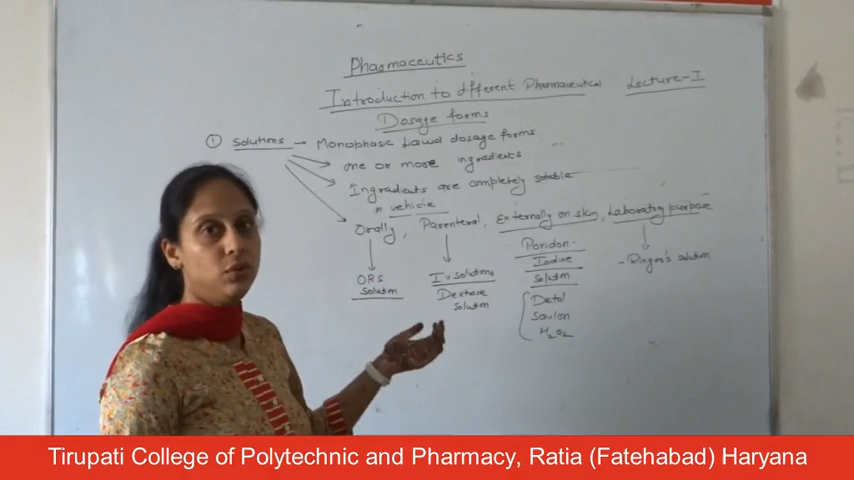 Pharmaceutics
Introduction to different Pharmaceutical Lecture-I
Dosage forms
① Solutions → Monophasic Liquid dosage forms
one or more ingredients
Ingredients are completely soluble
in vehicle
Orally, Parenteral, Externally on skin, Laboratory purpose
ORS
Solution
IV solutions
Dextrose
solution
Povidon-
Iodine
Solution
Detol
Savlon
H2O2
- Ringer's solution
Tirupati College of Polytechnic and Pharmacy, Ratia (Fatehabad) Haryana